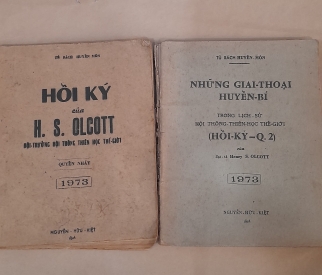 TỦ SÁCH HUYỀN MÔN
HỒI KÝ
của
H. S. OLCOTT
HỘI-TRƯỞNG HỘI THÔNG THIÊN HỌC THẾ-GIỚI
QUYỂN NHẤT
1973
NGUYỄN-HỮU-KIỆT
TỦ SÁCH HUYỀN-MÔN
NHỮNG GIAI-THOẠI
HUYỀN-BÍ
TRONG LỊCH SỬ
HỘI THÔNG-THIÊN-HỌC THẾ-GIỚI
(HỒI-KÝ – Q. 2)
S. OLCOTT
1973
NGUYỄN-HỮU-KIỆT